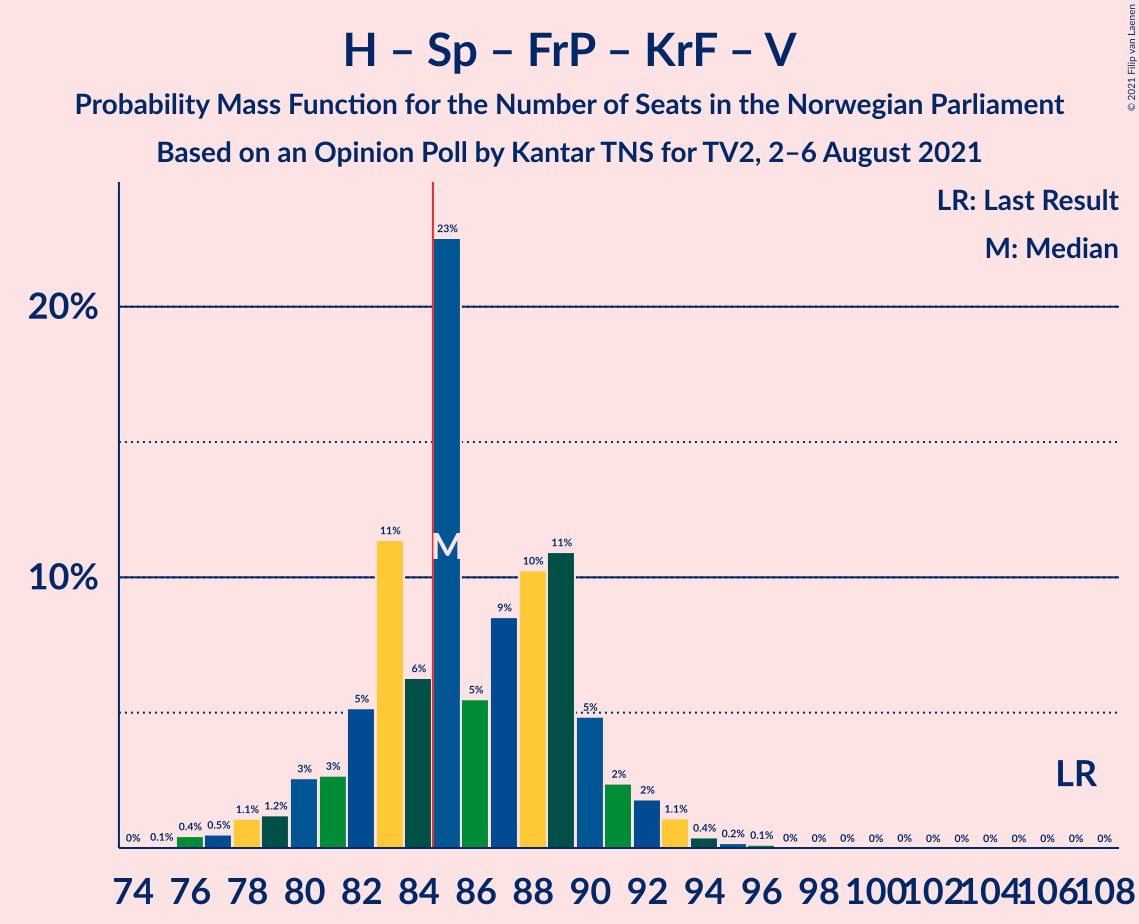 H – Sp – FrP – KrF – V
Probability Mass Function for the Number of Seats in the Norwegian Parliament
Based on an Opinion Poll by Kantar TNS for TV2, 2–6 August 2021
© 2021 Filip van Laenen
LR: Last Result
M: Median
20%
10%
0% 0.1% 0.4% 0.5% 1.1% 1.2% 3% 3% 5% 11% 6% 23% 5% 9% 10% 11% 5% 2% 2% 1.1% 0.4% 0.2% 0.1% 0% 0% 0% 0% 0% 0% 0% 0% 0% 0% 0% 0%
M
LR
74 76 78 80 82 84 86 88 90 92 94 96 98 100 102 104 106 108